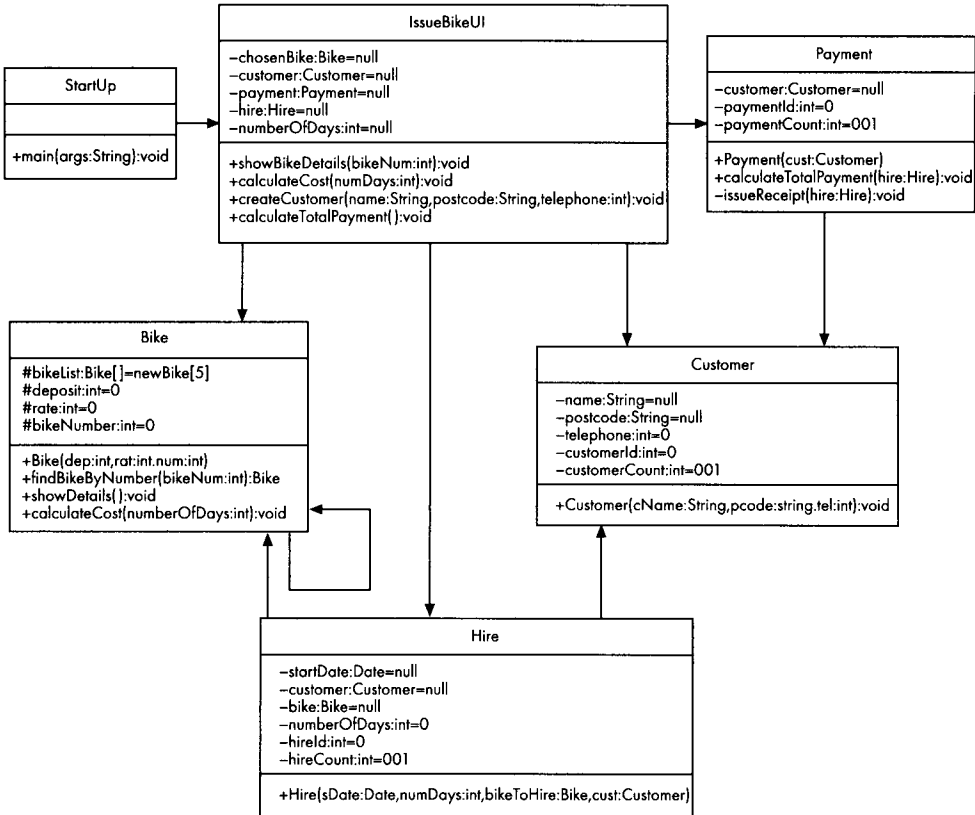 StartUp
+main(args:String):void
IssueBikeUI
–chosenBike:Bike=null
–customer:Customer=null
–payment:Payment=null
–hire:Hire=null
–numberOfDays:int=null
+showBikeDetails(bikeNum:int):void
+calculateCost(numDays:int):void
+createCustomer(name:String,postcode:String,telephone:int):void
+calculateTotalPayment():void
Payment
–customer:Customer=null
–paymentId:int=0
–paymentCount:int=001
+Payment(cust:Customer)
+calculateTotalPayment(hire:Hire):void
–issueReceipt(hire:Hire):void
Bike
#bikeList:Bike[]=newBike[5]
#deposit:int=0
#rate:int=0
#bikeNumber:int=0
+Bike(dep:int,rat:int.num:int)
+findBikeByNumber(bikeNum:int):Bike
+showDetails():void
+calculateCost(numberOfDays:int):void
Customer
–name:String=null
–postcode:String=null
–telephone:int=0
–customerId:int=0
–customerCount:int=001
+Customer(cName:String,pcode:string.tel:int):void
Hire
–startDate:Date=null
–customer:Customer=null
–bike:Bike=null
–numberOfDays:int=0
–hireId:int=0
–hireCount:int=001
+Hire(sDate:Date,numDays:int,bikeToHire:Bike,cust:Customer)